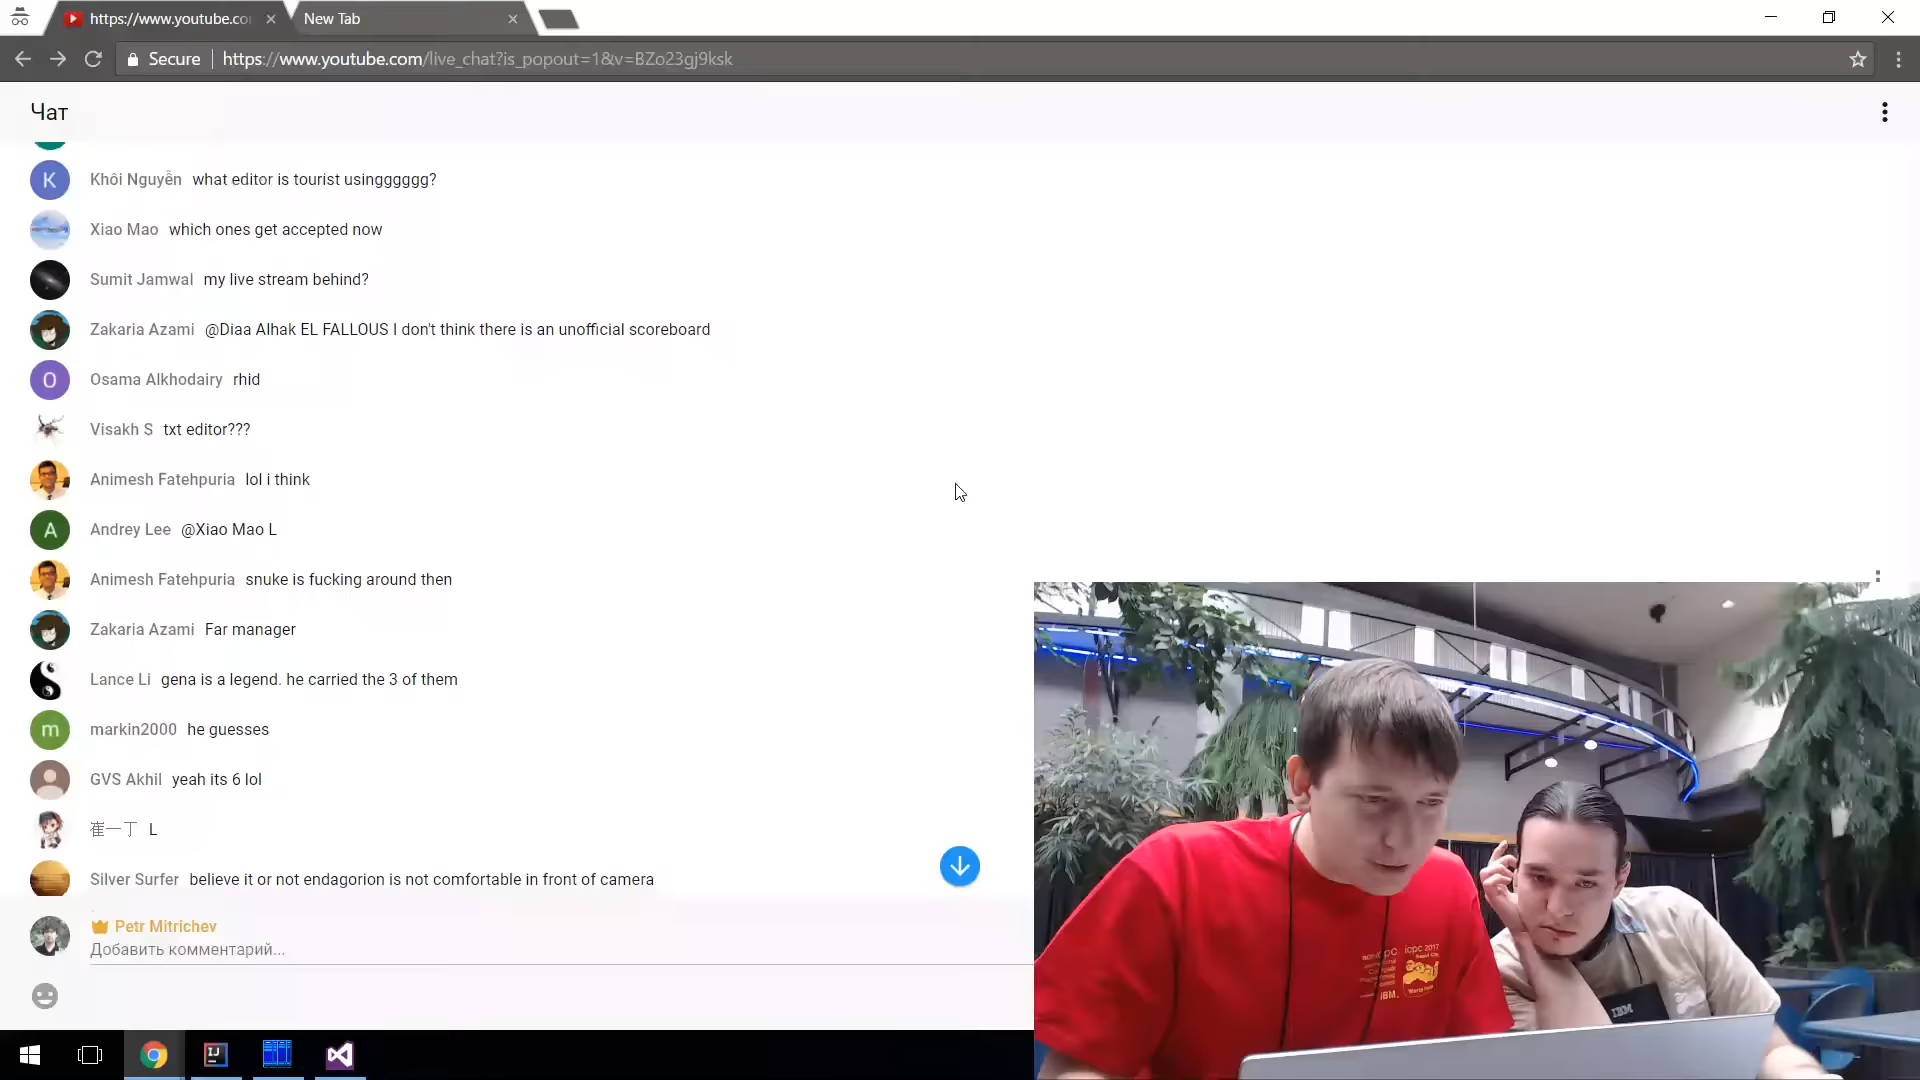 https://www.youtube.co
New Tab
Secure
https://www.youtube.com/live_chat?is_popout=1&v=BZo23gj9ksk
Чат
K
Khôi Nguyễn what editor is tourist usingggggg?
Xiao Mao which ones get accepted now
Sumit Jamwal my live stream behind?
Zakaria Azami @Diaa Alhak EL FALLOUS I don't think there is an unofficial scoreboard
O
Osama Alkhodairy rhid
Visakh S txt editor???
Animesh Fatehpuria lol i think
A
Andrey Lee @Xiao Mao L
Animesh Fatehpuria snuke is fucking around then
Zakaria Azami Far manager
Lance Li gena is a legend. he carried the 3 of them
m
markin2000 he guesses
GVS Akhil yeah its 6 lol
崔一丁 L
Silver Surfer believe it or not endagorion is not comfortable in front of camera
Petr Mitrichev
Добавить комментарий...
icpc 2017
IBM.
IBM
IJ